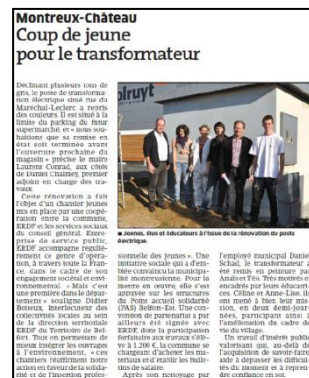 Montreux-Château
Coup de jeune
pour le transformateur
Déclinant plusieurs tons de
gris, le poste de transforma-
tion électrique situé rue du
Maréchal-Leclerc a repris
des couleurs. Il est situé à la
limite du parking du futur
supermarché, et « nous sou-
haitions que sa remise en
état soit terminée avant
l'ouverture prochaine du
magasin » précise le maire
Laurent Conrad, aux côtés
de Daniel Chalmey, premier
adjoint en charge des tra-
vaux.
Cette rénovation a fait
l'objet d'un chantier jeunes
mis en place par une coopé-
ration entre la commune,
ERDF et les services sociaux
du conseil général. Entre-
prise de service public,
ERDF accompagne réguliè-
rement ce genre d'opéra-
tion, à travers toute la Fran-
ce, dans le cadre de son
engagement sociétal et envi-
ronnemental. « Mais c'est
une première dans le dépar-
tement » souligne Didier
Boiseux, interlocuteur des
collectivités locales au sein
de la direction territoriale
ERDF du Territoire de Bel-
fort. Tout en permettant de
mieux intégrer les ouvrages
à l'environnement, « ces
chantiers réaffirment notre
action en faveur de la solida-
rité et de l'insertion profes-
olruyt
■ Jeunes, élus et éducateurs à l'issue de la rénovation du poste
électrique.
sionnelle des jeunes ». Une
initiative sociale qui a d'em-
blée convaincu la municipa-
lité montreusienne. Pour la
mettre en œuvre, elle s'est
appuyée sur les structures
du Point accueil solidarité
(PAS) Belfort-Est. Une con-
vention de partenariat a par
ailleurs été signée avec
ERDF, dont la participation
forfaitaire aux travaux s'élè-
ve à 1.200 €, la commune se
chargeant d'acheter les ma-
tériaux et d'établir les bulle-
tins de salaire.
Après son nettoyage par
l'employé municipal Daniel
Schad, le transformateur a
été remis en peinture par
Anaïs et Téo. Très motivés et
encadrés par leurs éducatri-
ces, Céline et Anne-Lise, ils
ont mené à bien leur mis-
sion, en deux demi-jour-
nées, participant ainsi à
l'amélioration du cadre de
vie du village.
Un travail d'intérêt public
valorisant qui, au-delà de
l'acquisition de savoir-faire,
aide à dépasser les difficul-
tés du moment et à repren-
dre confiance en soi.